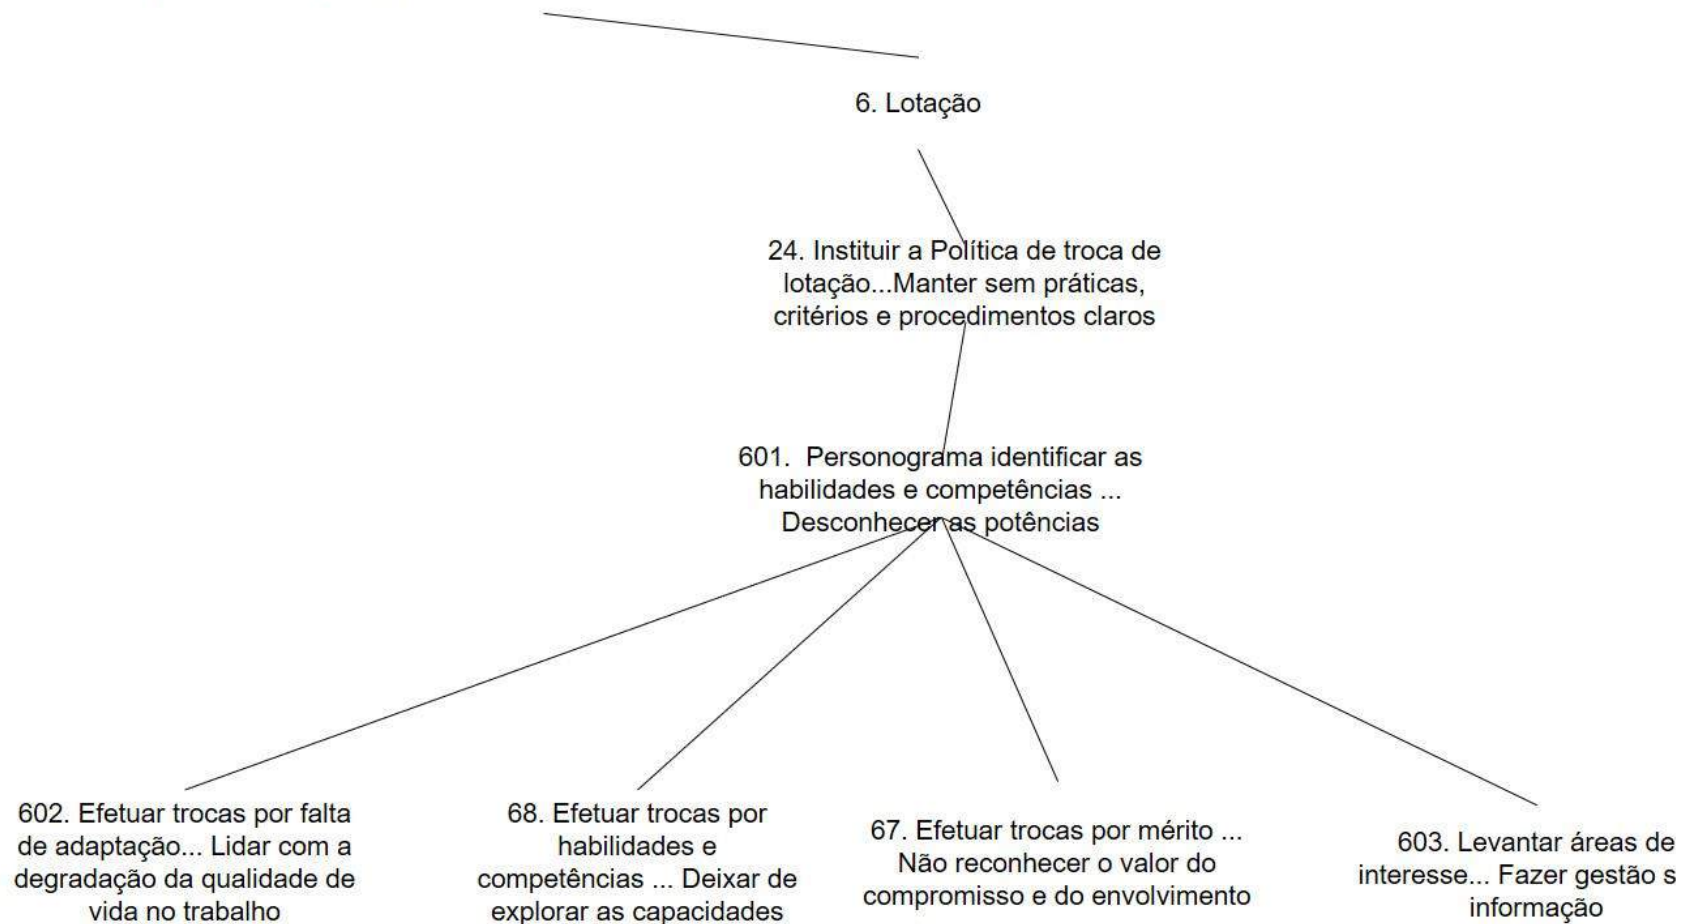 6. Lotação
24. Instituir a Política de troca de
lotação...Manter sem práticas,
critérios e procedimentos claros
601.  Personograma identificar as
habilidades e competências ...
Desconhecer as potências
602. Efetuar trocas por falta
de adaptação... Lidar com a
degradação da qualidade de
vida no trabalho
68. Efetuar trocas por
habilidades e
competências ... Deixar de
explorar as capacidades
67. Efetuar trocas por mérito ...
Não reconhecer o valor do
compromisso e do envolvimento
603. Levantar áreas de
interesse... Fazer gestão s
informação